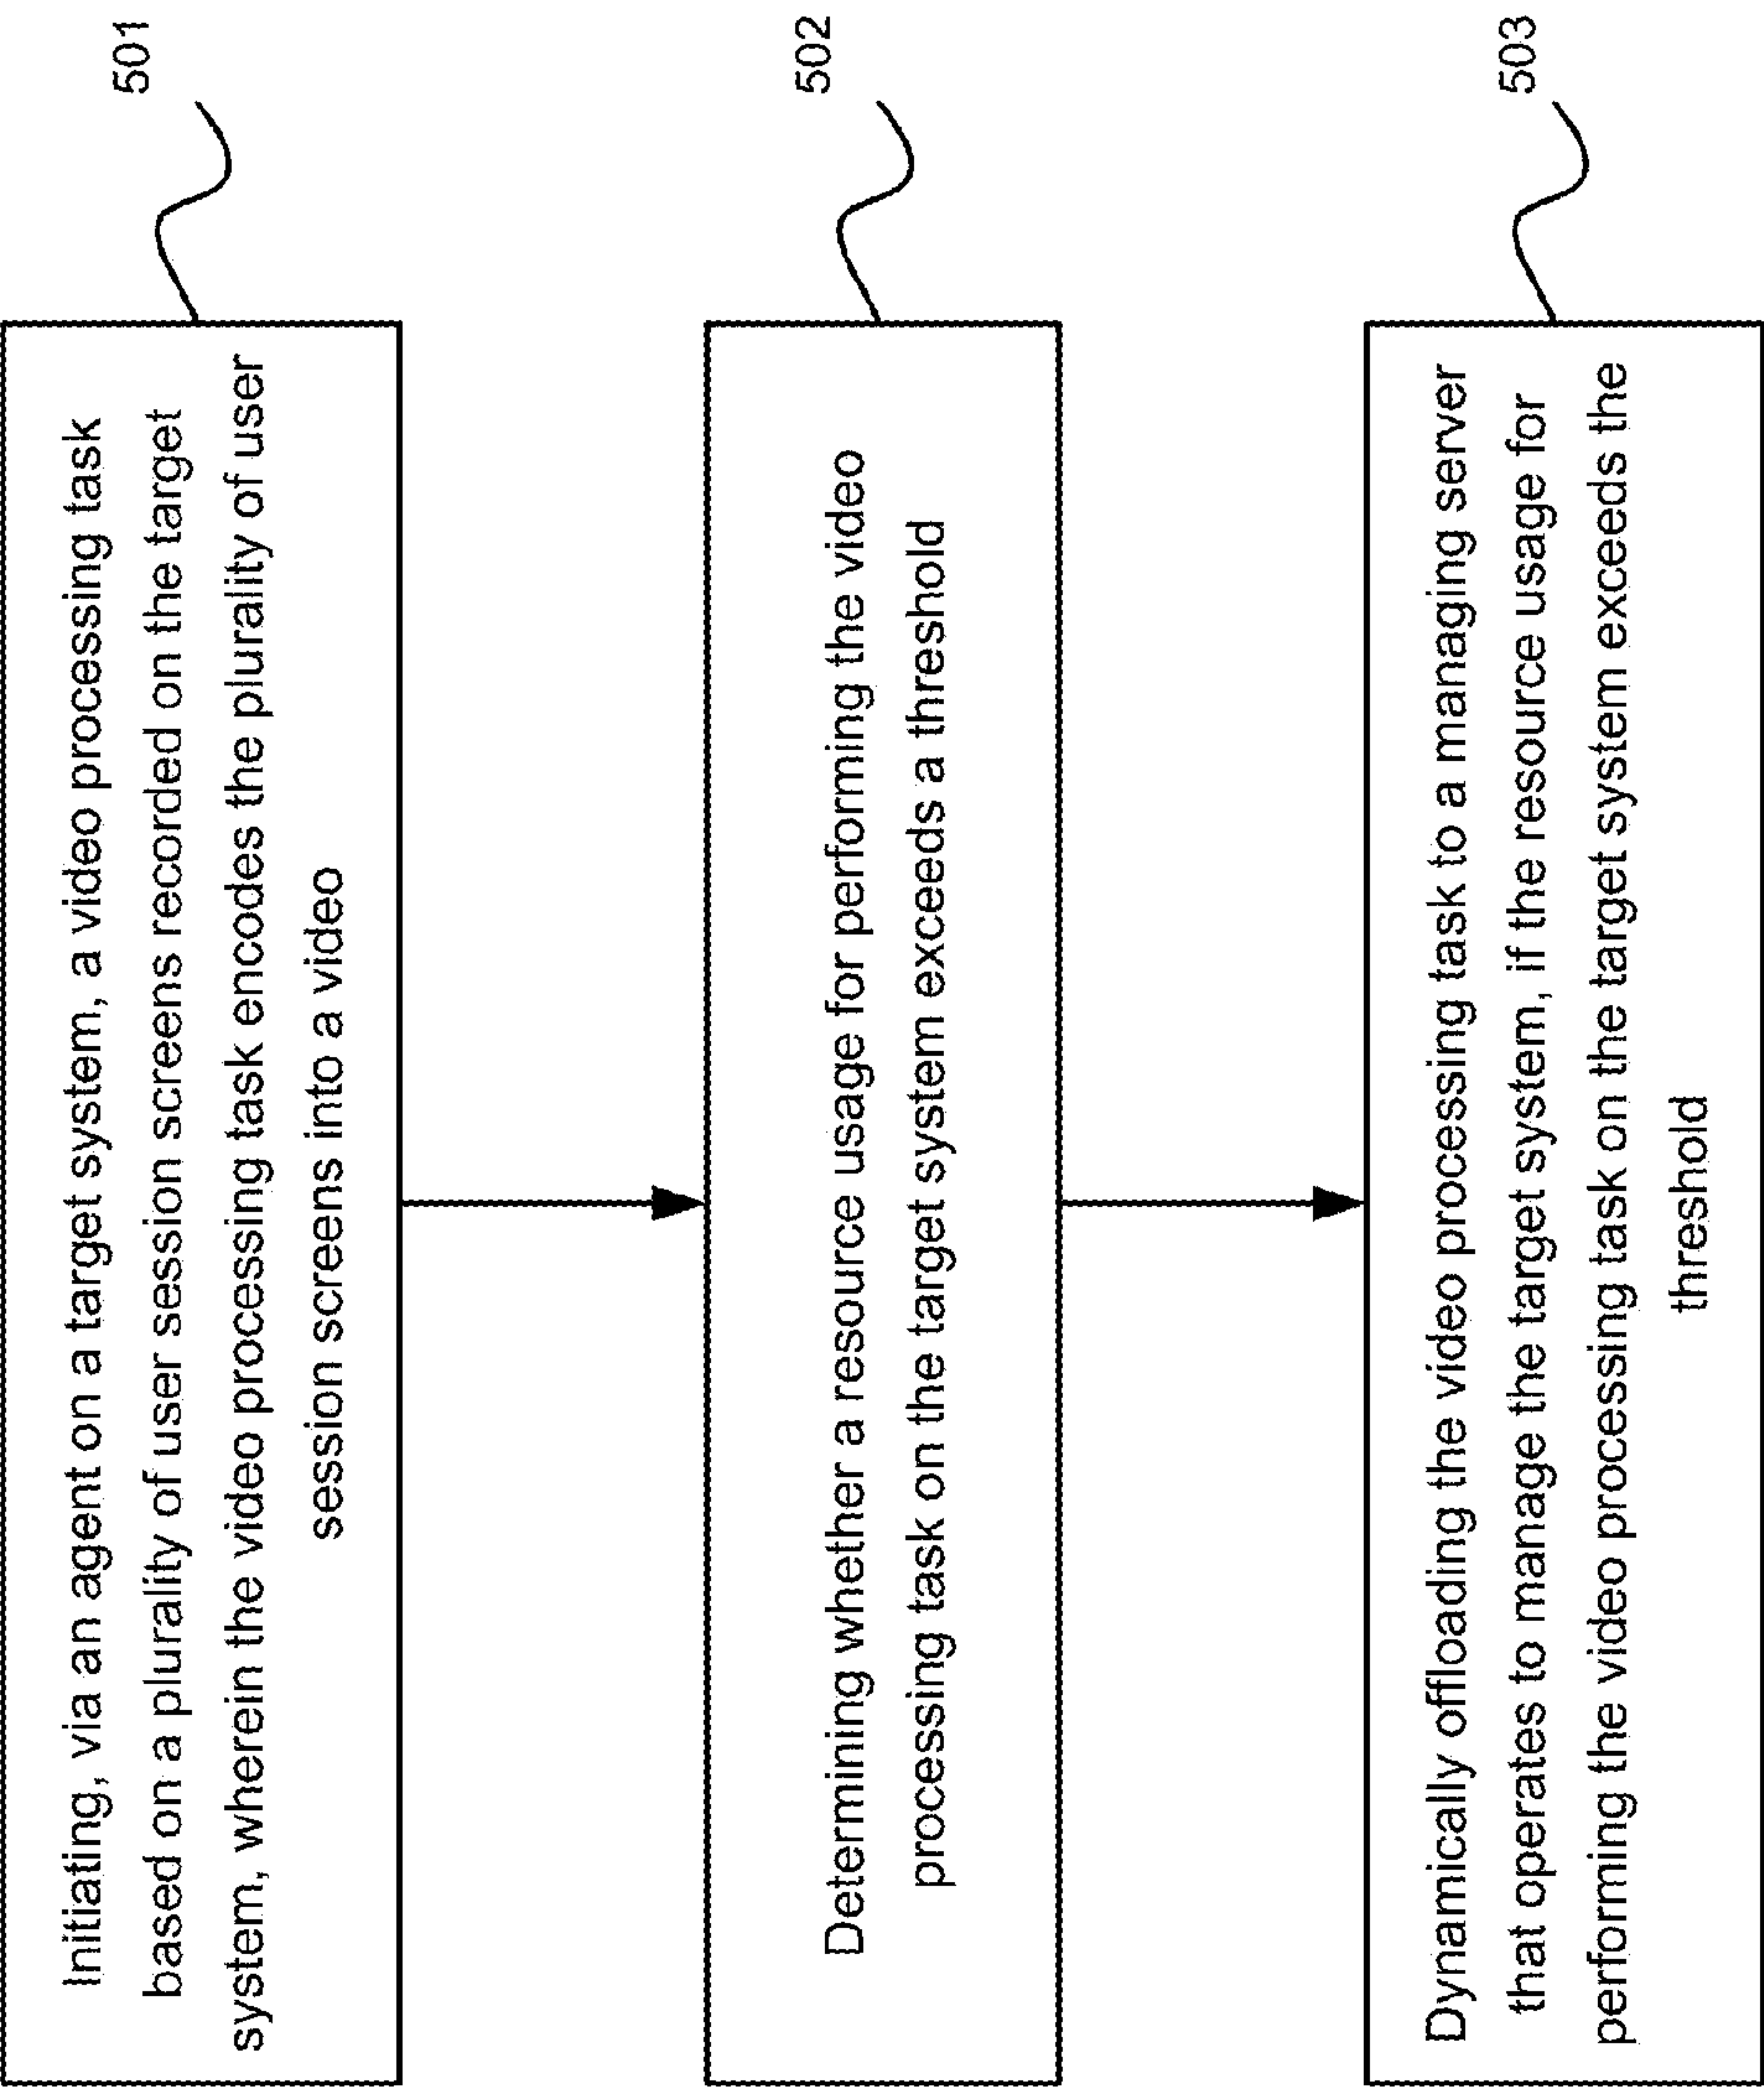 Initiating, via an agent on a target system, a video processing task
based on a plurality of user session screens recorded on the target
system, wherein the video processing task encodes the plurality of user
session screens into a video
501
Determining whether a resource usage for performing the video
processing task on the target system exceeds a threshold
502
Dynamically offloading the video processing task to a managing server
that operates to manage the target system, if the resource usage for
performing the video processing task on the target system exceeds the
threshold
503